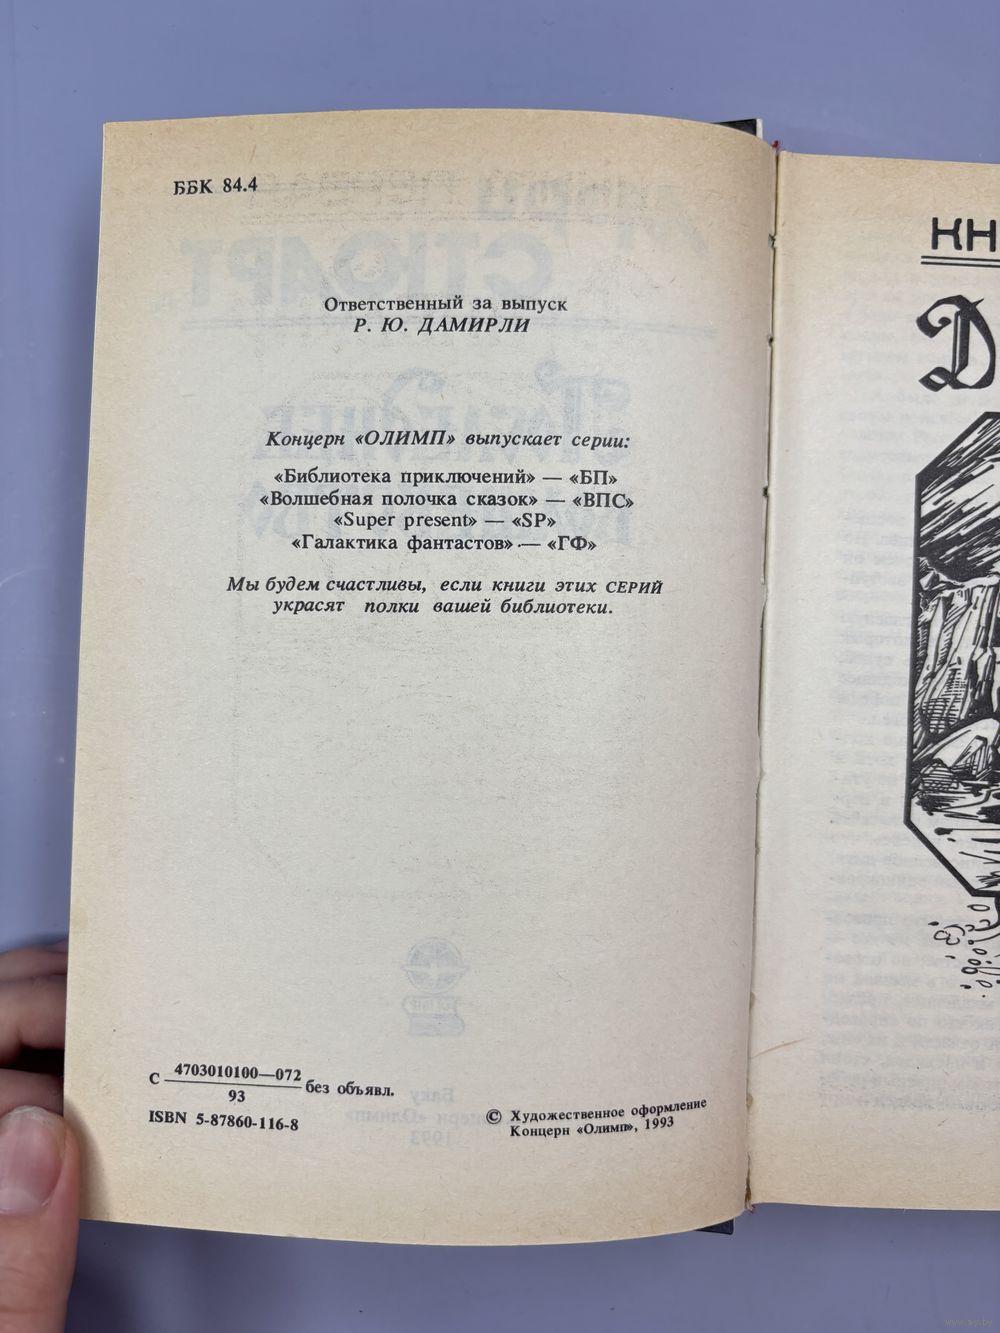 ББК 84.4
Ответственный за выпуск
Р. Ю. ДАМИРЛИ
Концерн «ОЛИМП» выпускает серии:
«Библиотека приключений» — «БП»
«Волшебная полочка сказок» — «ВПС»
«Super present» — «SP»
«Галактика фантастов» — «ГФ»
Мы будем счастливы, если книги этих СЕРИЙ
украсят полки вашей библиотеки.
С 4703010100—072
93
без объявл.
ISBN 5-87860-116-8
© Художественное оформление
Концерн «Олимп», 1993
КН
Д